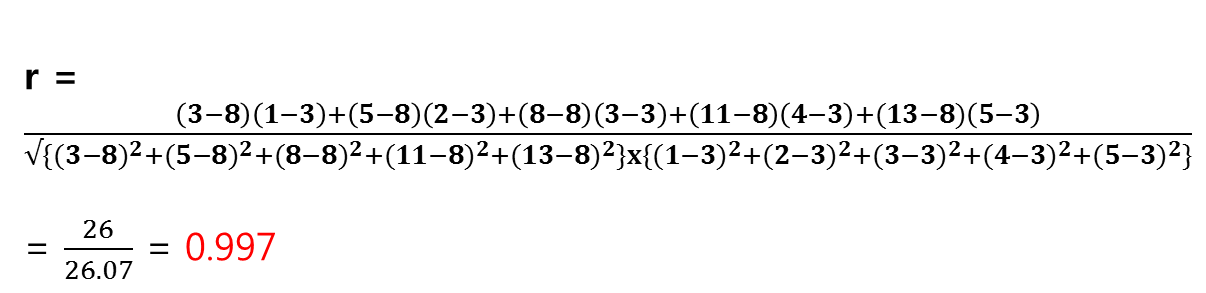 r =
(3−8)(1−3)+(5−8)(2−3)+(8−8)(3−3)+(11−8)(4−3)+(13−8)(5−3)
√{(3−8)²+(5−8)²+(8−8)²+(11−8)²+(13−8)²}x{(1−3)²+(2−3)²+(3−3)²+(4−3)²+(5−3)²}
= 26/26.07 = 0.997